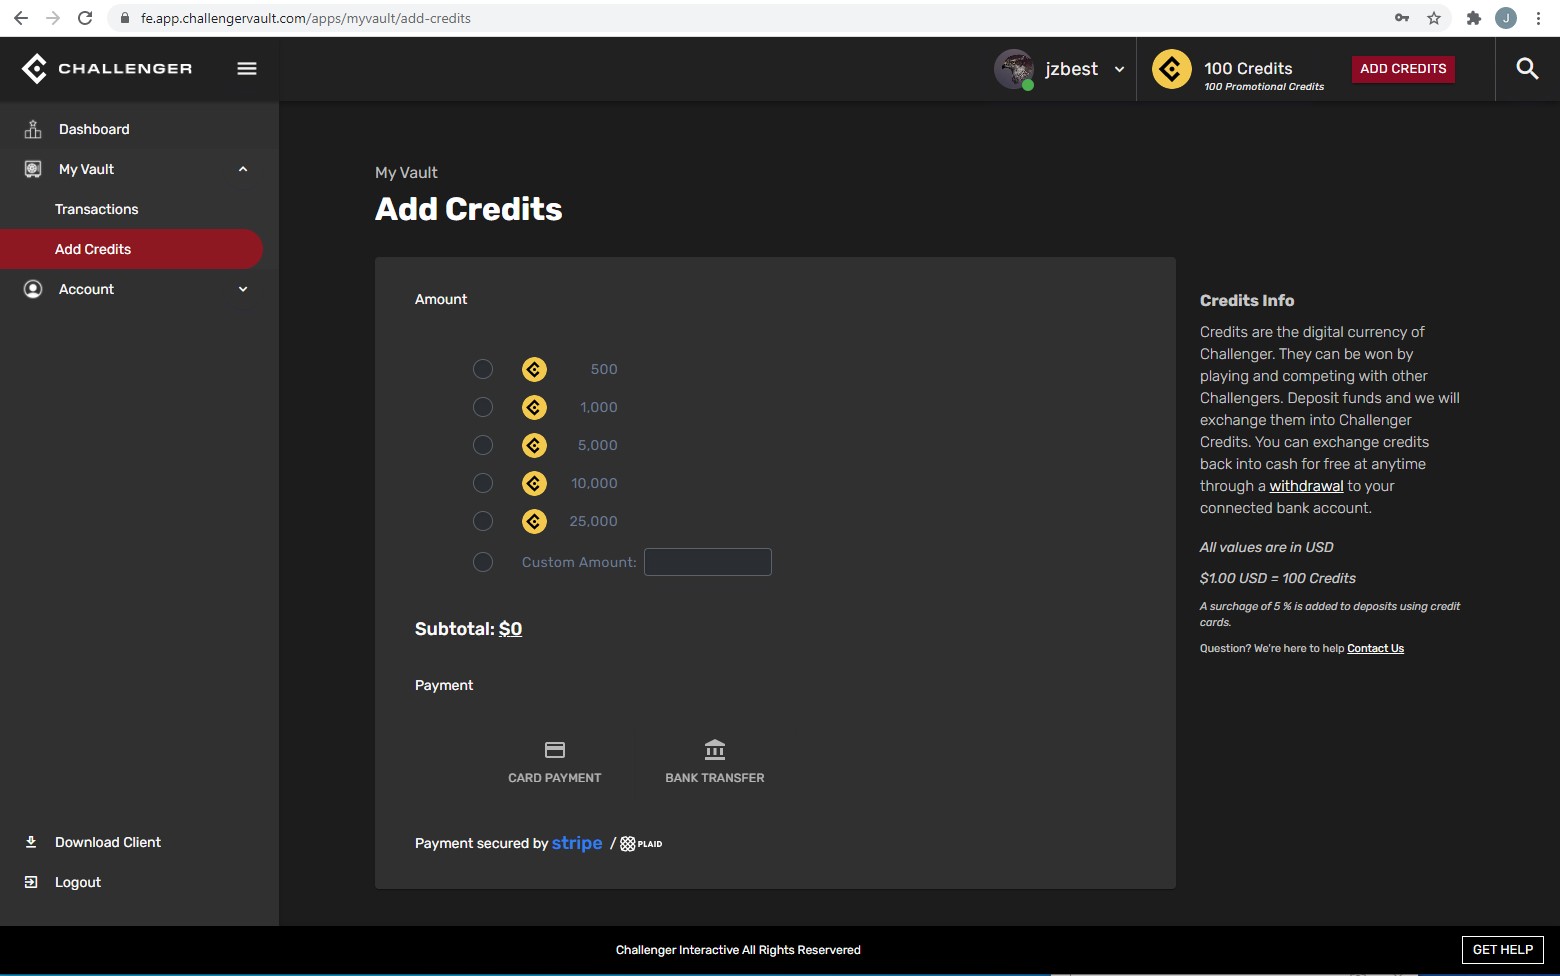 fe.app.challengervault.com/apps/myvault/add-credits
J
CHALLENGER
jzbest
100 Credits
100 Promotional Credits
ADD CREDITS
Dashboard
My Vault
Transactions
Add Credits
Account
Download Client
Logout
My Vault
Add Credits
Amount
500
1,000
5,000
10,000
25,000
Custom Amount:
Subtotal: $0
Payment
CARD PAYMENT
BANK TRANSFER
Payment secured by stripe / PLAID
Credits Info
Credits are the digital currency of
Challenger. They can be won by
playing and competing with other
Challengers. Deposit funds and we will
exchange them into Challenger
Credits. You can exchange credits
back into cash for free at anytime
through a withdrawal to your
connected bank account.
All values are in USD
$1.00 USD = 100 Credits
A surchage of 5 % is added to deposits using credit
cards.
Question? We're here to help Contact Us
Challenger Interactive All Rights Reservered
GET HELP